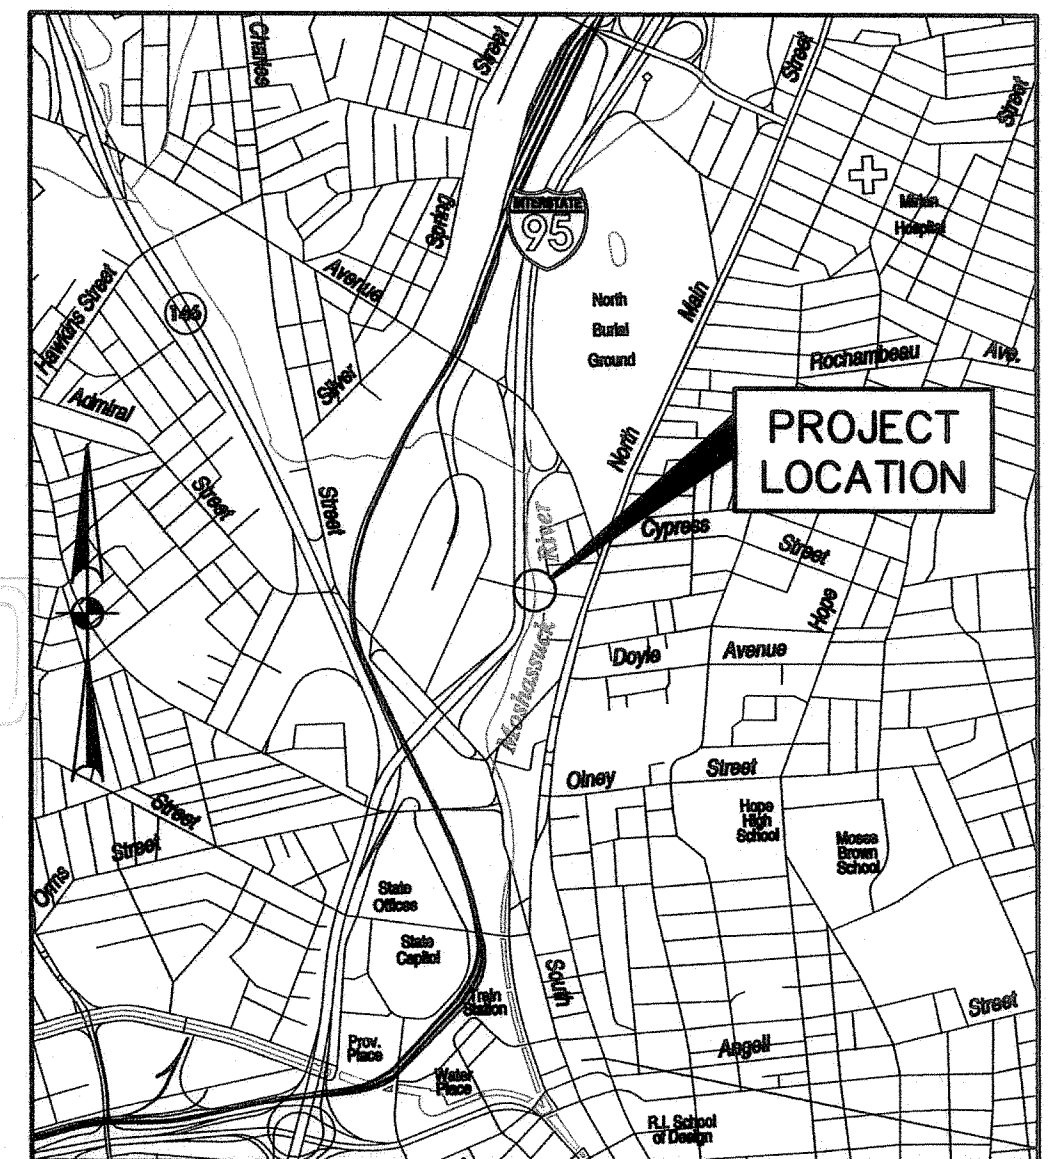 Charles
Street
Street
Street
INTERSTATE
95
Spring
Miriam
Hospital
Avenue
Hawkins Street
146
North
Burial
Ground
Main
Silver
Rochambeau
Ave.
Admiral
PROJECT
LOCATION
North
Street
Street
River
Cypress
Street
Hope
Moshassuck
Doyle
Avenue
Olney
Street
Street
Street
Orms
Hope
High
School
Moses
Brown
School
State
Offices
State
Capitol
South
Train
Station
Street
Prov.
Place
Angell
Water
Place
R.I. School
of Design